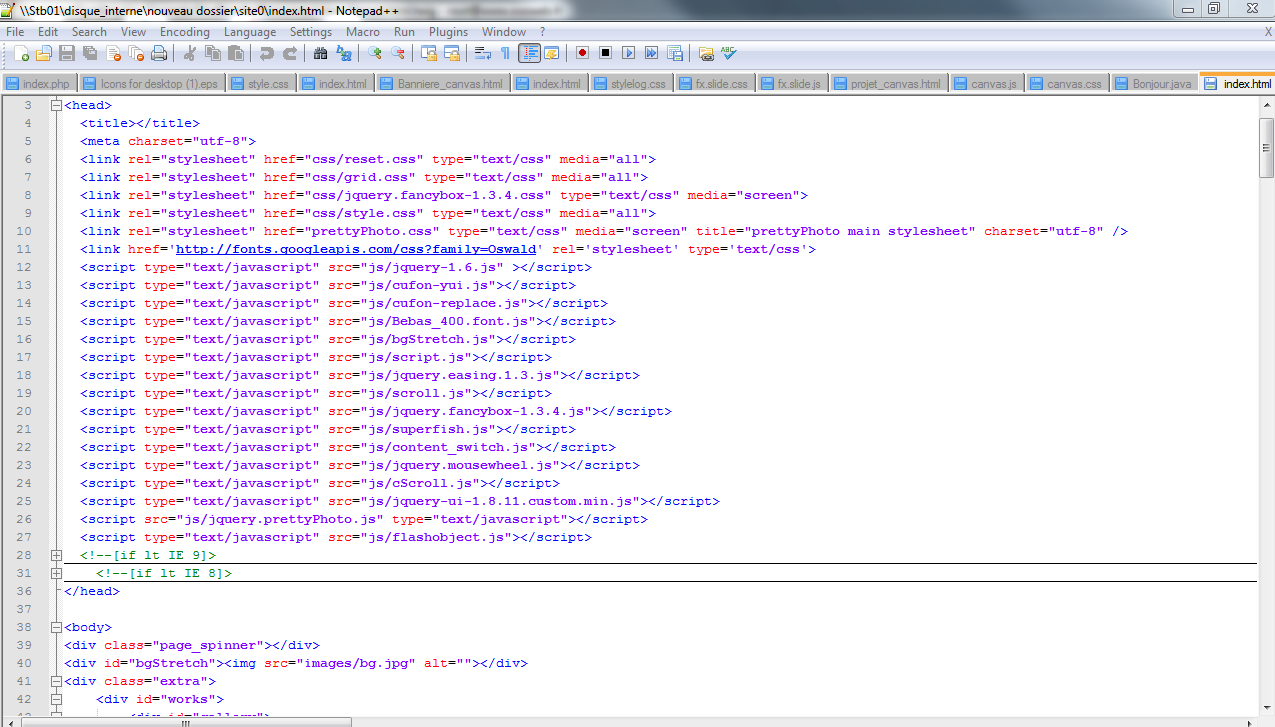 \\Stb01\disque_interne\nouveau dossier\site0\index.html - Notepad++
File Edit Search View Encoding Language Settings Macro Run Plugins Window ? X
index.php Icons for desktop (1).eps style.css index.html Banniere_canvas.html index.html stylelog.css fx.slide.css fx.slide.js projet_canvas.html canvas.js canvas.css Bonjour.java index.html
3 <head>
4 <title></title>
5 <meta charset="utf-8">
6 <link rel="stylesheet" href="css/reset.css" type="text/css" media="all">
7 <link rel="stylesheet" href="css/grid.css" type="text/css" media="all">
8 <link rel="stylesheet" href="css/jquery.fancybox-1.3.4.css" type="text/css" media="screen">
9 <link rel="stylesheet" href="css/style.css" type="text/css" media="all">
10 <link rel="stylesheet" href="prettyPhoto.css" type="text/css" media="screen" title="prettyPhoto main stylesheet" charset="utf-8" />
11 <link href='http://fonts.googleapis.com/css?family=Oswald' rel='stylesheet' type='text/css'>
12 <script type="text/javascript" src="js/jquery-1.6.js" ></script>
13 <script type="text/javascript" src="js/cufon-yui.js"></script>
14 <script type="text/javascript" src="js/cufon-replace.js"></script>
15 <script type="text/javascript" src="js/Bebas_400.font.js"></script>
16 <script type="text/javascript" src="js/bgStretch.js"></script>
17 <script type="text/javascript" src="js/script.js"></script>
18 <script type="text/javascript" src="js/jquery.easing.1.3.js"></script>
19 <script type="text/javascript" src="js/scroll.js"></script>
20 <script type="text/javascript" src="js/jquery.fancybox-1.3.4.js"></script>
21 <script type="text/javascript" src="js/superfish.js"></script>
22 <script type="text/javascript" src="js/content_switch.js"></script>
23 <script type="text/javascript" src="js/jquery.mousewheel.js"></script>
24 <script type="text/javascript" src="js/cScroll.js"></script>
25 <script type="text/javascript" src="js/jquery-ui-1.8.11.custom.min.js"></script>
26 <script src="js/jquery.prettyPhoto.js" type="text/javascript"></script>
27 <script type="text/javascript" src="js/flashobject.js"></script>
28 <!--[if lt IE 9]>
31 <!--[if lt IE 8]>
36 </head>
37
38 <body>
39 <div class="page_spinner"></div>
40 <div id="bgStretch"><img src="images/bg.jpg" alt=""></div>
41 <div class="extra">
42 <div id="works">
43 <div id="gallery">